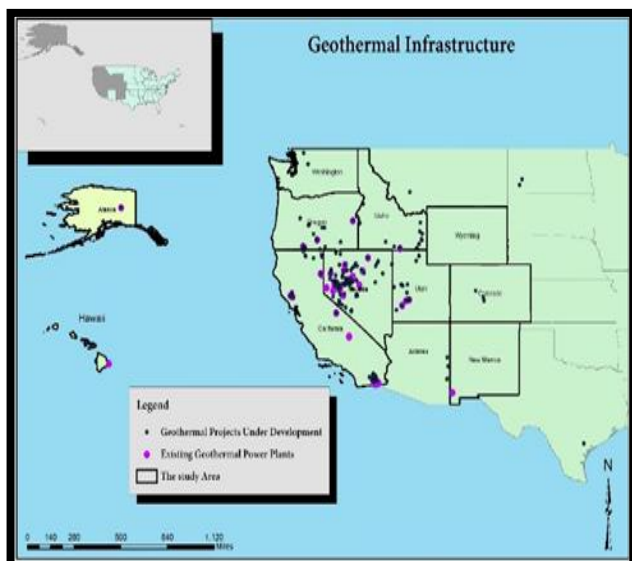 Geothermal Infrastructure
Washington
Oregon
Idaho
Wyoming
Alaska
Utah
Colorado
Hawaii
California
Arizona
New Mexico
Legend
Geothermal Projects Under Development
Existing Geothermal Power Plants
The study Area
N
0 140 280 560 840 1,120
Miles